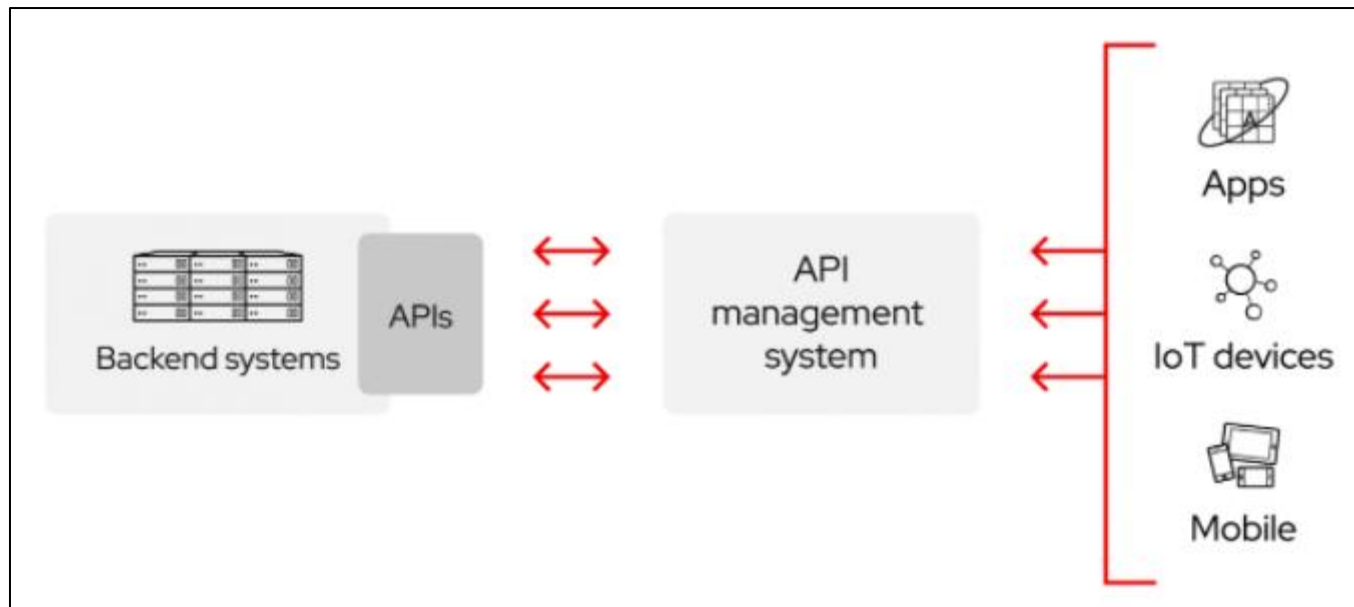 Backend systems
APIs
API
management
system
A
Apps
IoT devices
Mobile